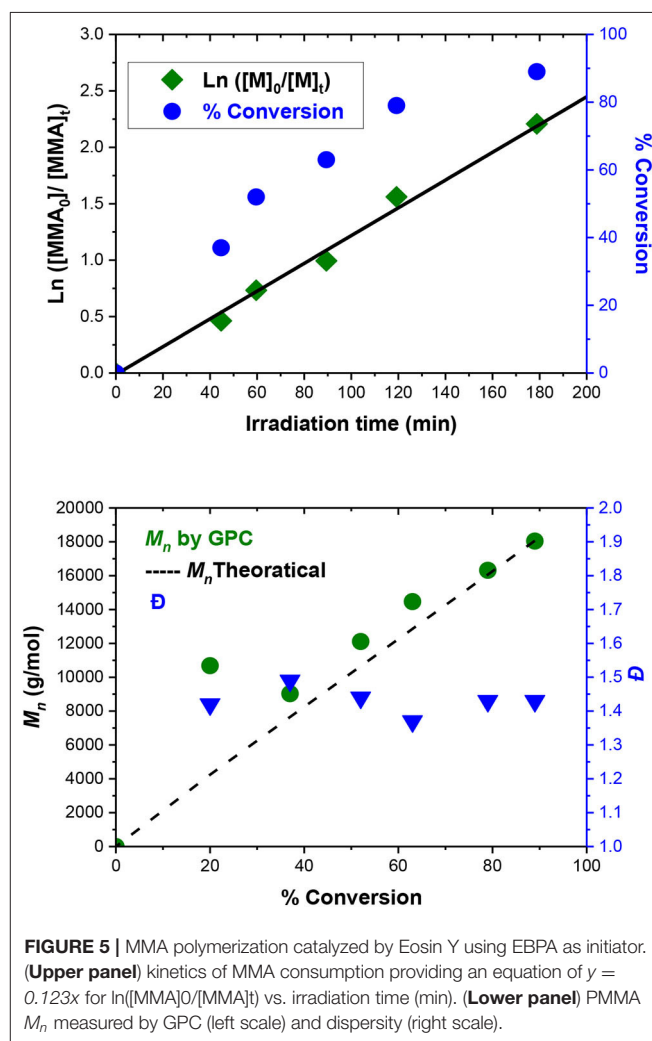 3.0
2.5
2.0
1.5
1.0
0.5
0.0
Ln ([MMA₀]/ [MMA]ₜ)
Ln ([M]₀/[M]ₜ)
% Conversion
100
80
60
40
20
0
% Conversion
0 20 40 60 80 100 120 140 160 180 200
Irradiation time (min)
20000
18000
16000
14000
12000
10000
8000
6000
4000
2000
0
Mₙ (g/mol)
Mₙ by GPC
----- MₙTheoratical
Đ
2.0
1.9
1.8
1.7
1.6
1.5
1.4
1.3
1.2
1.1
1.0
Đ
0 20 40 60 80 100
% Conversion
FIGURE 5 | MMA polymerization catalyzed by Eosin Y using EBPA as initiator.
(Upper panel) kinetics of MMA consumption providing an equation of y =
0.123x for ln([MMA]0/[MMA]t) vs. irradiation time (min). (Lower panel) PMMA
Mₙ measured by GPC (left scale) and dispersity (right scale).